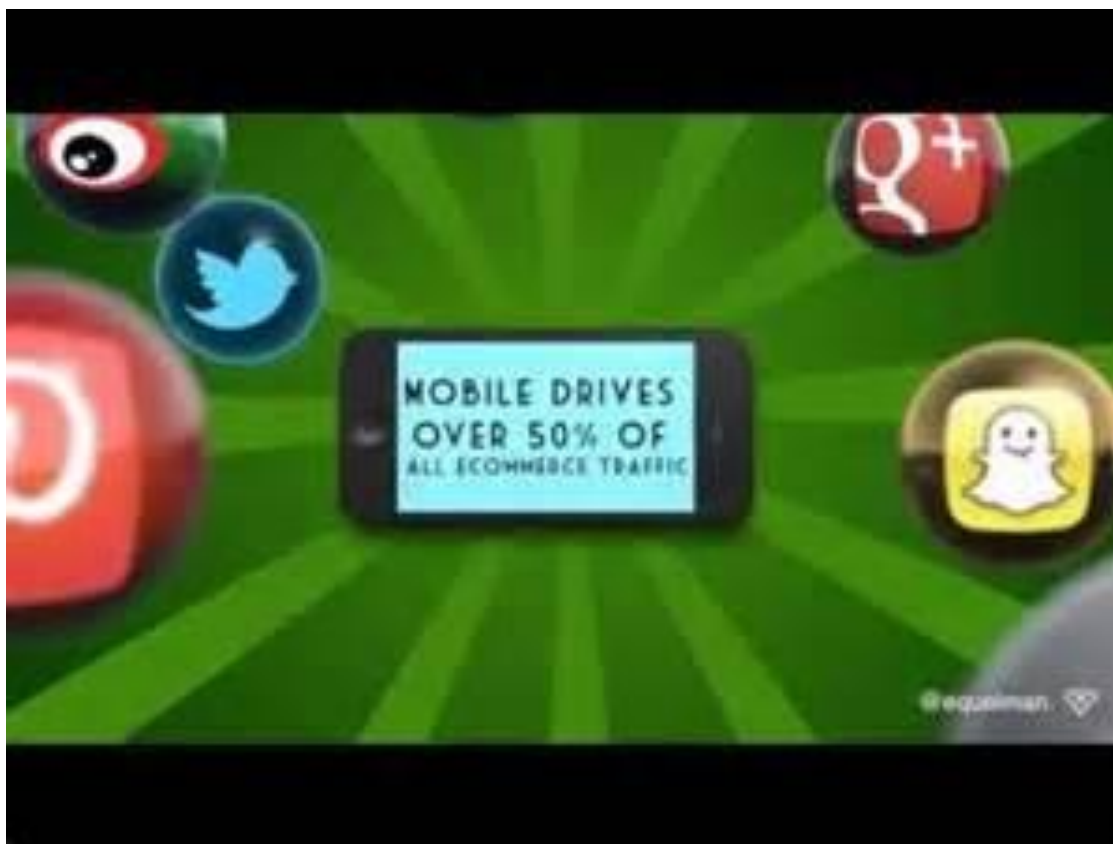 g+
MOBILE DRIVES
OVER 50% OF
ALL ECOMMERCE TRAFFIC
@equalman.